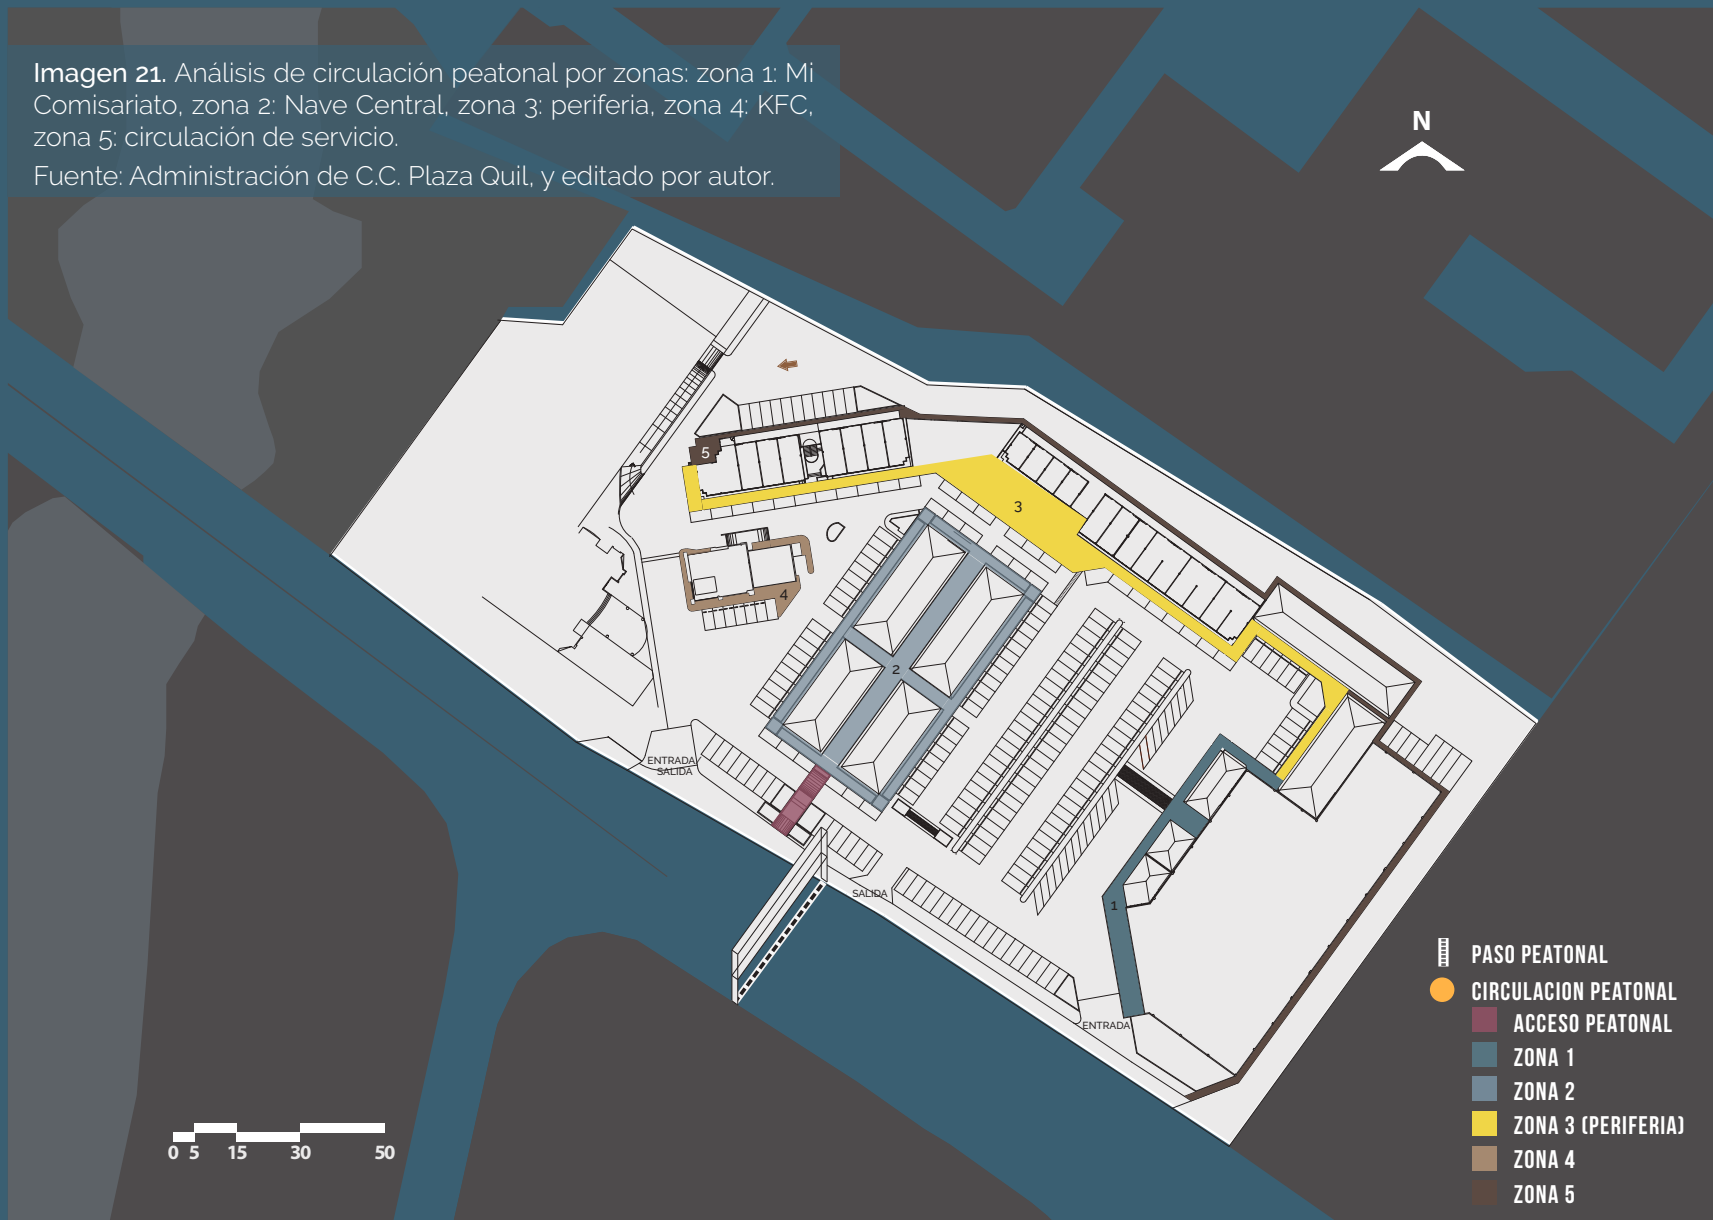 Imagen 21. Análisis de circulación peatonal por zonas: zona 1: Mi
Comisariato, zona 2: Nave Central, zona 3: periferia, zona 4: KFC,
zona 5: circulación de servicio.
Fuente: Administración de C.C. Plaza Quil, y editado por autor.
N
5
3
4
2
ENTRADA
SALIDA
SALIDA
1
ENTRADA
PASO PEATONAL
CIRCULACION PEATONAL
ACCESO PEATONAL
ZONA 1
ZONA 2
ZONA 3 (PERIFERIA)
ZONA 4
ZONA 5
0 5 15 30 50